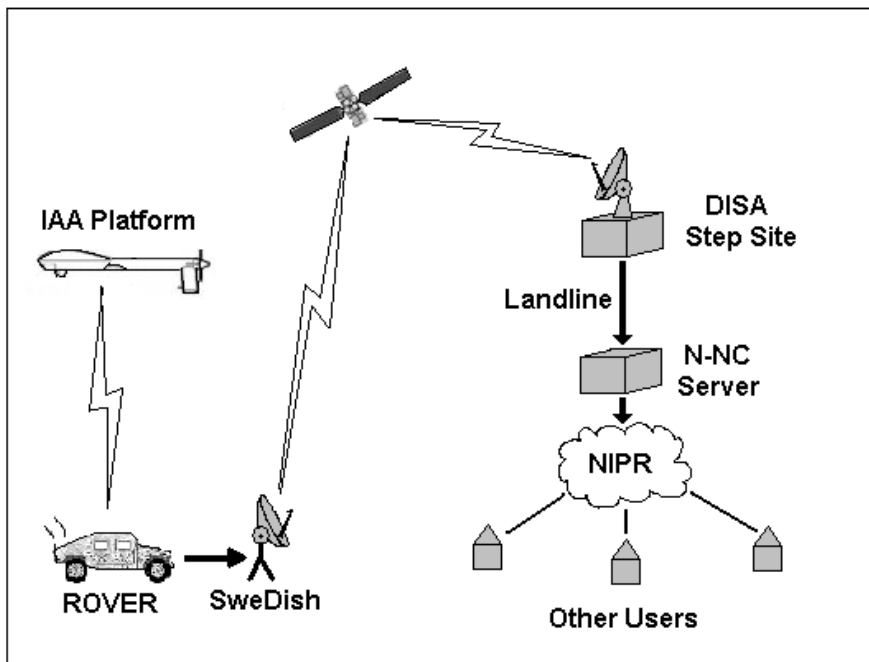 IAA Platform
DISA
Step Site
Landline
N-NC
Server
NIPR
ROVER
SweDish
Other Users